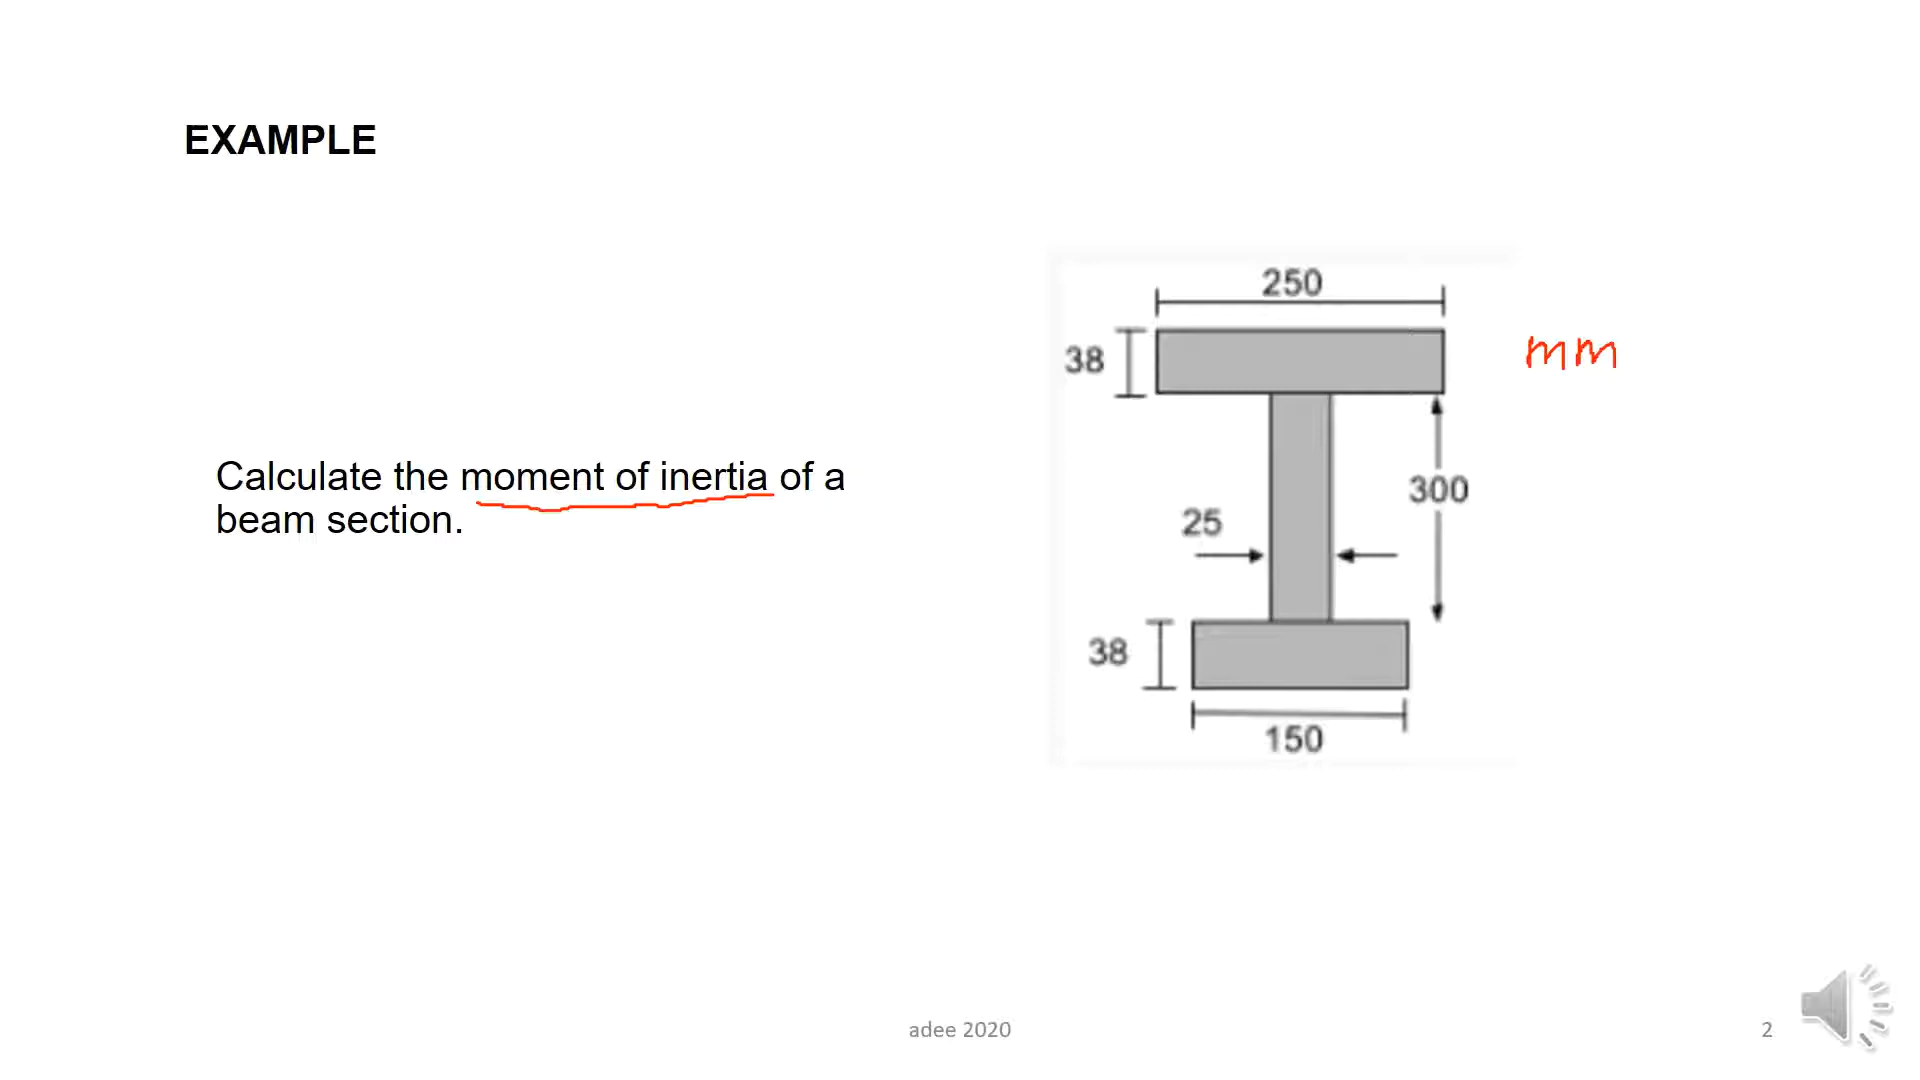 EXAMPLE
Calculate the moment of inertia of a
beam section.
250
38
mm
300
25
38
150
adee 2020
2